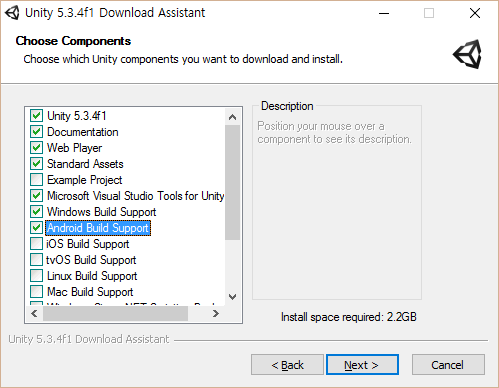 Unity 5.3.4f1 Download Assistant
Choose Components
Choose which Unity components you want to download and install.
Unity 5.3.4f1
Documentation
Web Player
Standard Assets
Example Project
Microsoft Visual Studio Tools for Unity
Windows Build Support
Android Build Support
iOS Build Support
tvOS Build Support
Linux Build Support
Mac Build Support
Description
Position your mouse over a
component to see its description.
Install space required: 2.2GB
Unity 5.3.4f1 Download Assistant
< Back
Next >
Cancel